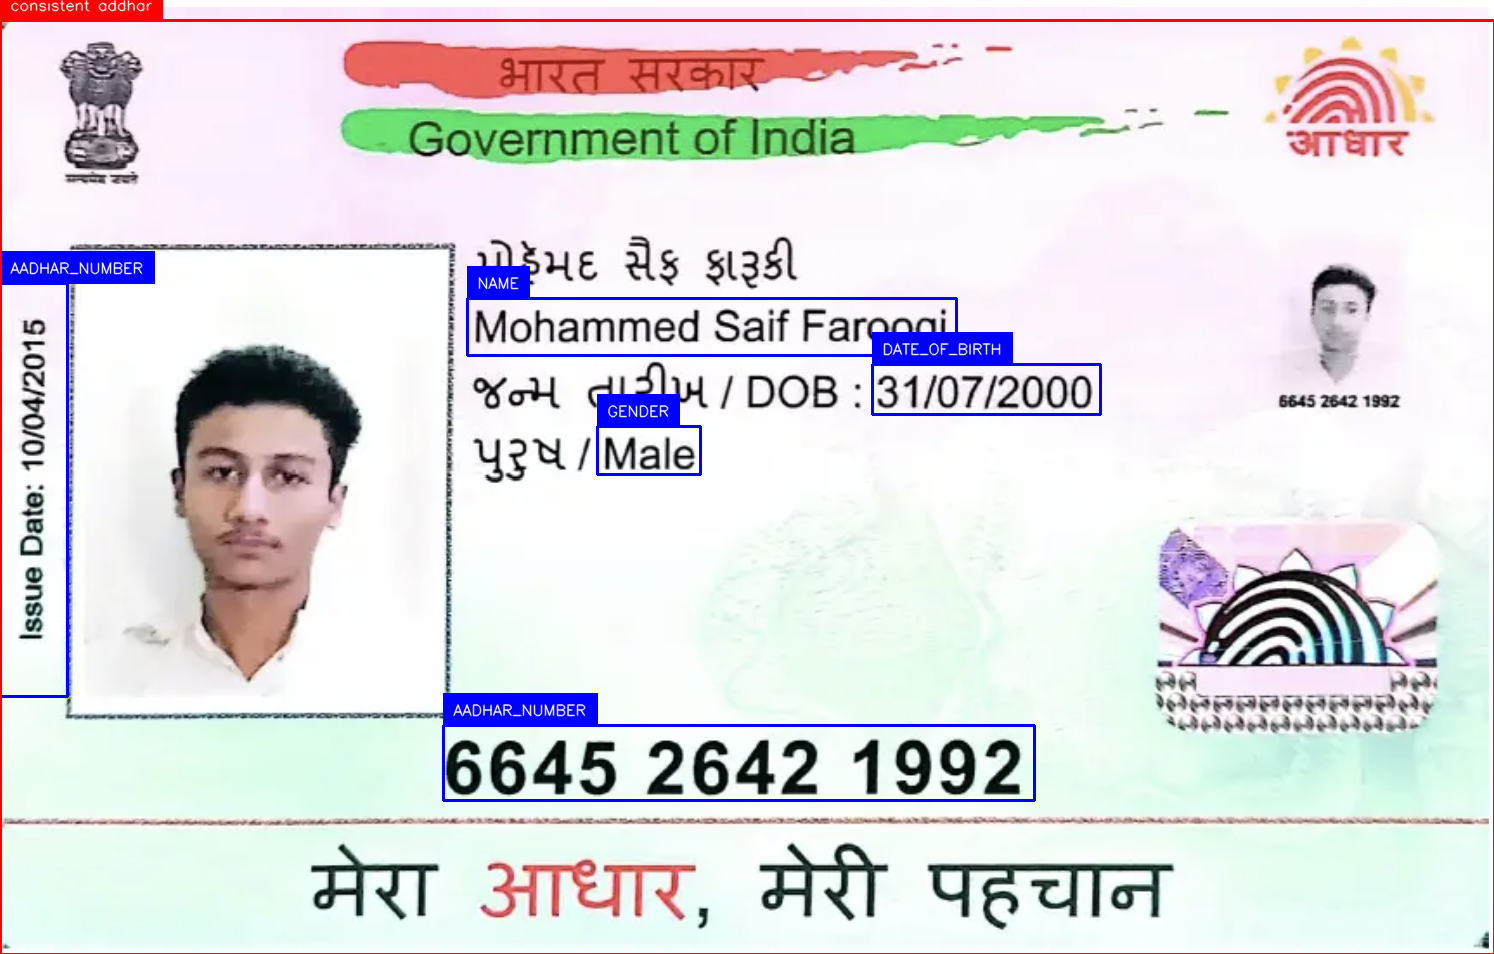 consistent addhar
सत्यमेव जयते
भारत सरकार
Government of India
आधार
AADHAR_NUMBER
Issue Date: 10/04/2015
સૈફ ફારૂકી
NAME
Mohammed Saif Farooqi
DATE_OF_BIRTH
જન્મ તારીખ / DOB : 31/07/2000
GENDER
પુરુષ / Male
6645 2642 1992
AADHAR_NUMBER
6645 2642 1992
मेरा आधार, मेरी पहचान